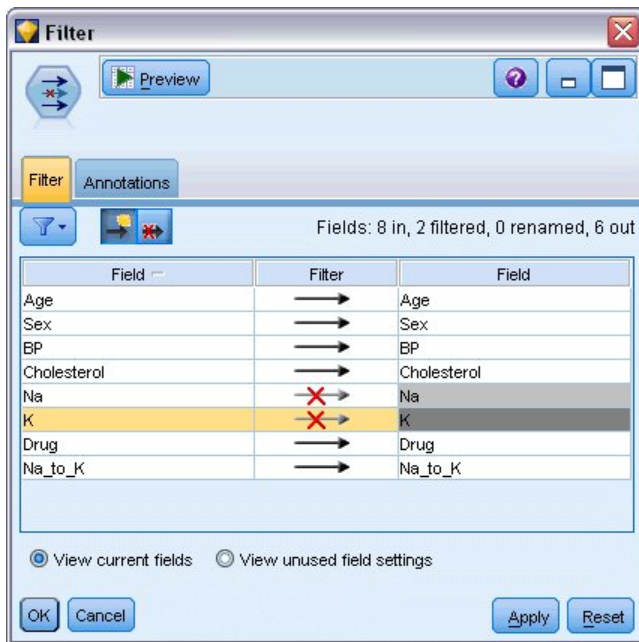 Filter
Preview
Filter Annotations
Fields: 8 in, 2 filtered, 0 renamed, 6 out
Field Filter Field
Age Age
Sex Sex
BP BP
Cholesterol Cholesterol
Na Na
K K
Drug Drug
Na_to_K Na_to_K
View current fields View unused field settings
OK Cancel Apply Reset